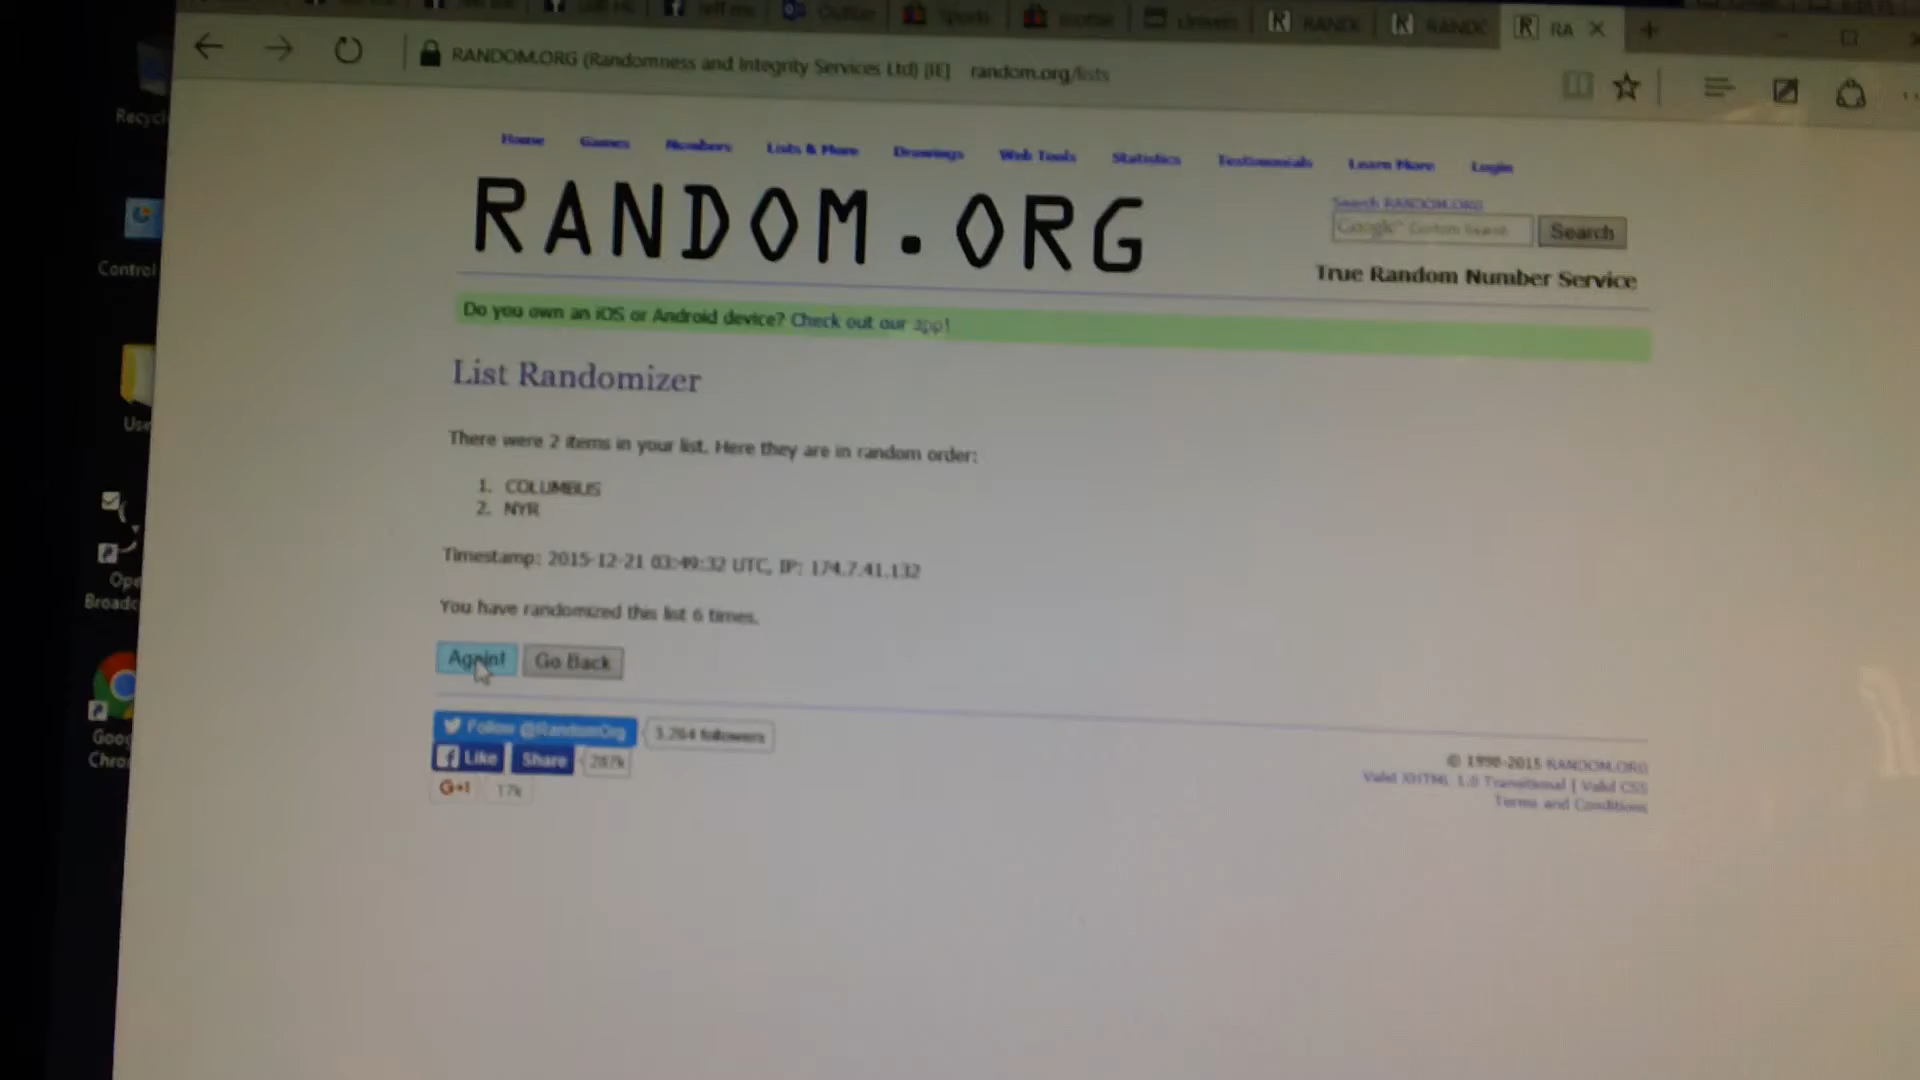 RA
RANDOM.ORG (Randomness and Integrity Services Ltd) [IE] random.org/lists
Home Games Numbers Lists & More Drawings Web Tools Statistics Testimonials Learn More Login
RANDOM.ORG
Search RANDOM.ORG
Google™ Custom Search Search
True Random Number Service
Do you own an iOS or Android device? Check out our app!
List Randomizer
There were 2 items in your list. Here they are in random order:
1. COLUMBUS
2. NYR
Timestamp: 2015-12-21 03:49:32 UTC, IP: 174.7.41.132
You have randomized this list 6 times.
Again! Go Back
Follow @RandomOrg 3,264 followers
Like Share 287k
G+1 17k
© 1998-2015 RANDOM.ORG
Valid XHTML 1.0 Transitional | Valid CSS
Terms and Conditions
Recycl
Control
Use
Ope
Broadc
Goog
Chro